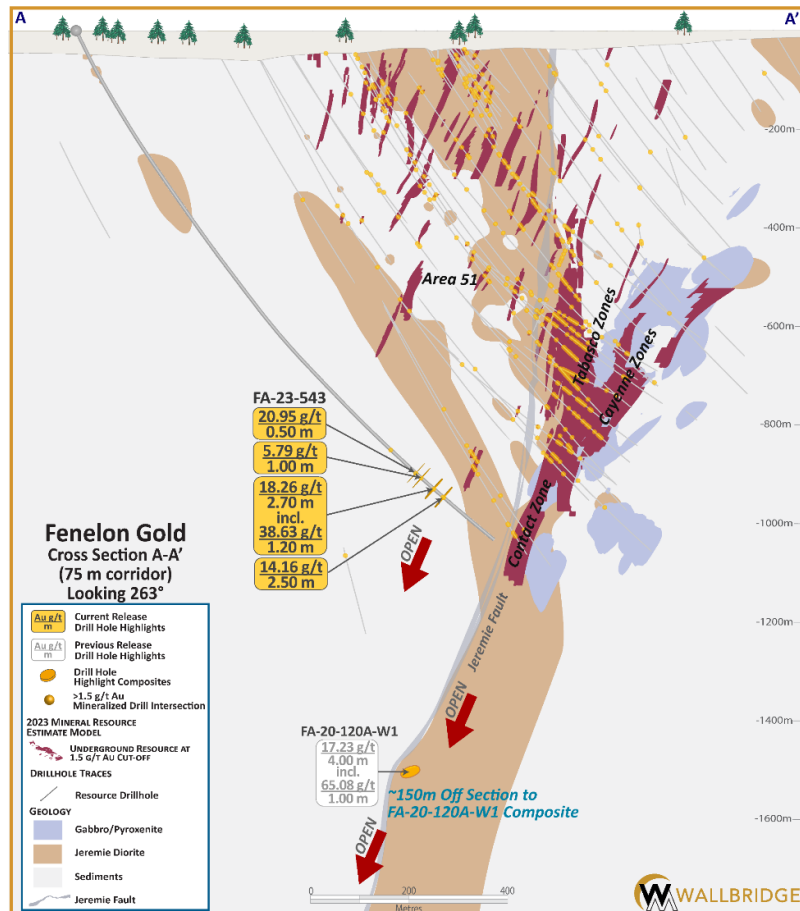 A
A'
-200m
-400m
Area 51
-600m
Tabasco Zones
Cayenne Zones
FA-23-543
20.95 g/t
0.50 m
5.79 g/t
1.00 m
18.26 g/t
2.70 m
incl.
38.63 g/t
1.20 m
14.16 g/t
2.50 m
-800m
-1000m
Contact Zone
OPEN
Fenelon Gold
Cross Section A-A'
(75 m corridor)
Looking 263°
-1200m
Jeremie Fault
OPEN
-1400m
FA-20-120A-W1
17.23 g/t
4.00 m
incl.
65.08 g/t
1.00 m
~150m Off Section to
FA-20-120A-W1 Composite
OPEN
-1600m
Au g/t
m
Current Release
Drill Hole Highlights
Au g/t
m
Previous Release
Drill Hole Highlights
Drill Hole
Highlight Composites
>1.5 g/t Au
Mineralized Drill Intersection
2023 Mineral Resource
Estimate Model
Underground Resource at
1.5 g/t Au Cut-off
Drillhole Traces
Resource Drillhole
Geology
Gabbro/Pyroxenite
Jeremie Diorite
Sediments
Jeremie Fault
0 200 400
Metres
WALLBRIDGE